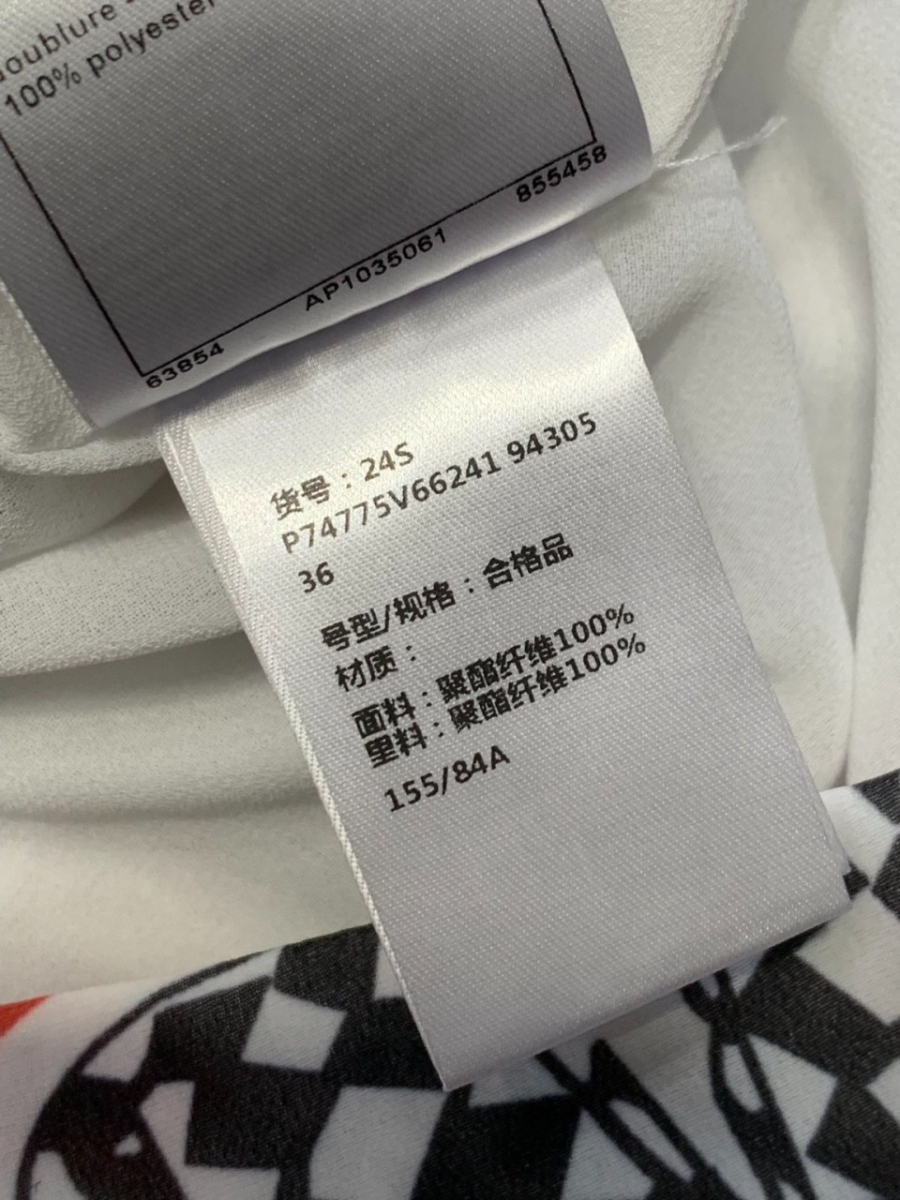 doublure
100% polyester
63854 AP1035061 855458
货号：24S
P74775V66241 94305
36
号型/规格：合格品
材质：
面料：聚酯纤维100%
里料：聚酯纤维100%
155/84A